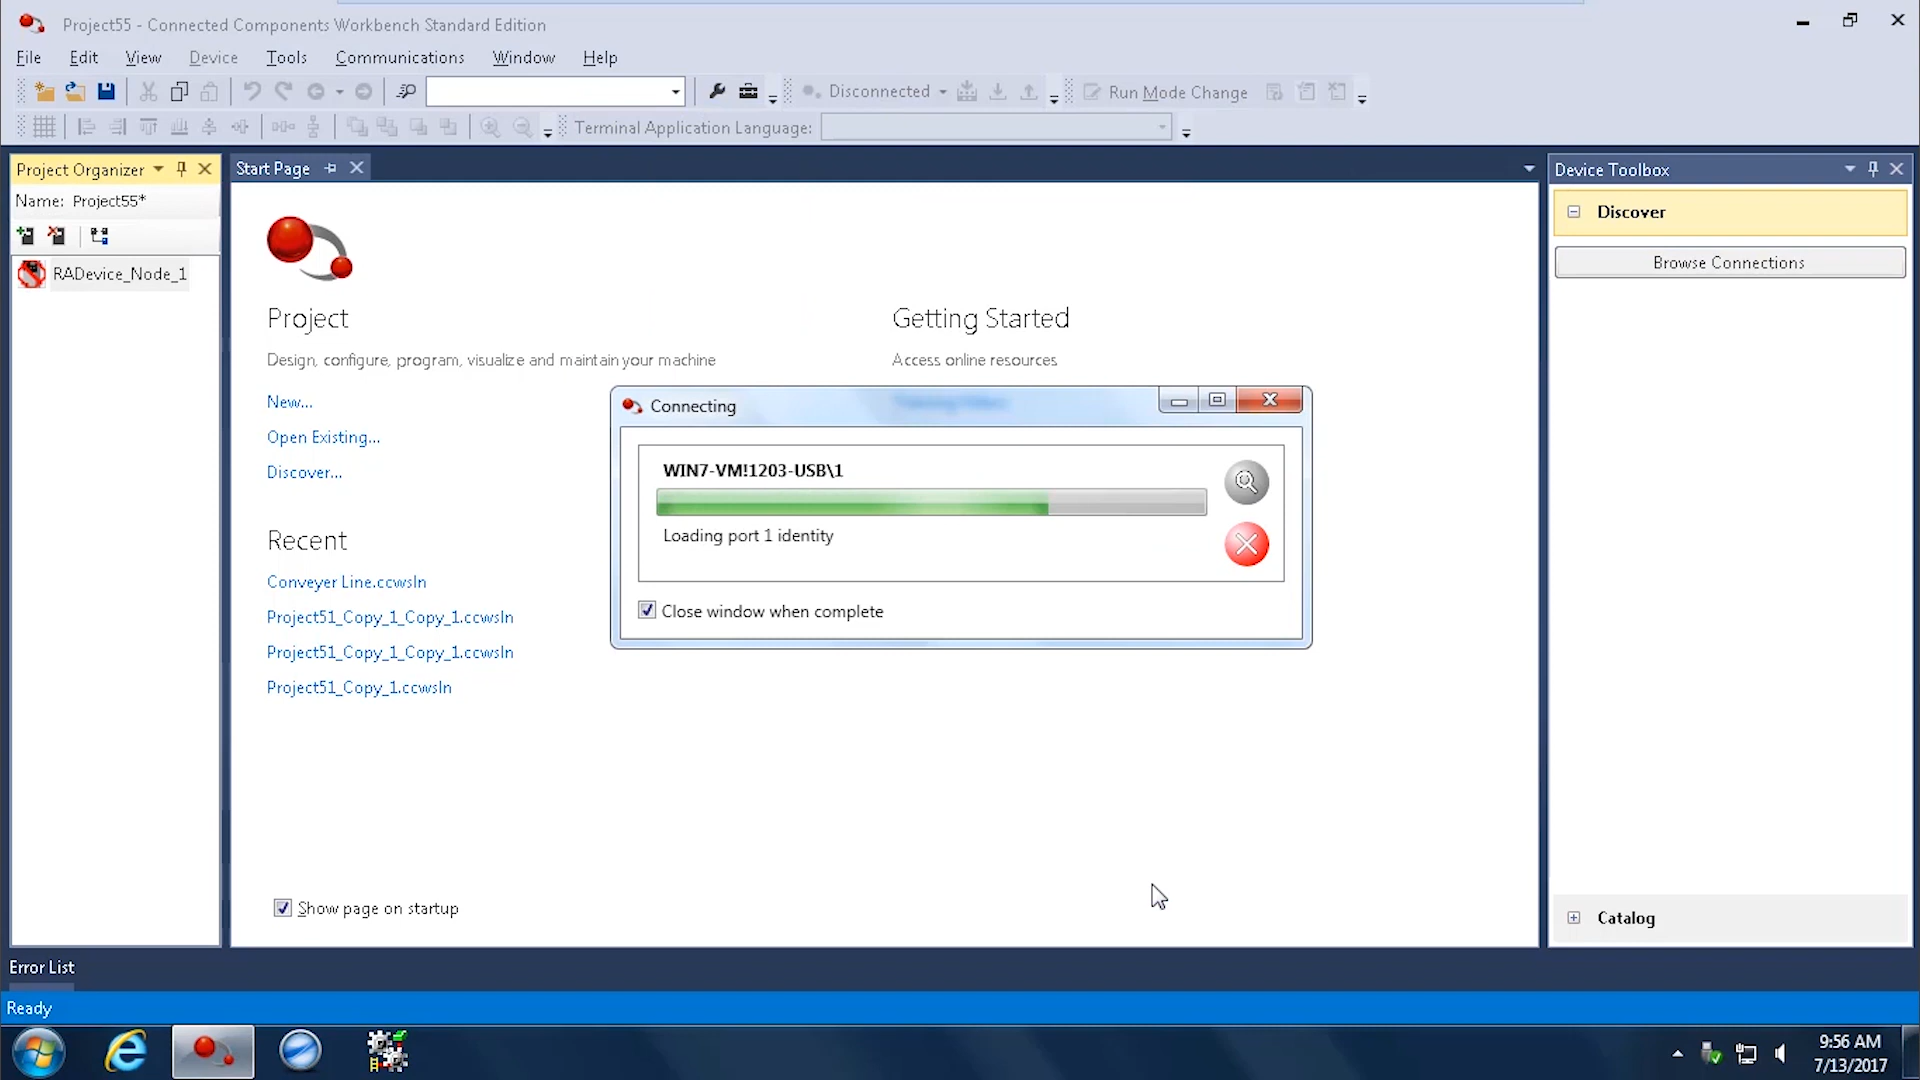 Project55 - Connected Components Workbench Standard Edition
File Edit View Device Tools Communications Window Help
Disconnected Run Mode Change
Terminal Application Language:
Project Organizer
Name: Project55*
RADevice_Node_1
Start Page
Project
Design, configure, program, visualize and maintain your machine
New...
Open Existing...
Discover...
Recent
Conveyer Line.ccwsln
Project51_Copy_1_Copy_1.ccwsln
Project51_Copy_1_Copy_1.ccwsln
Project51_Copy_1.ccwsln
Show page on startup
Getting Started
Access online resources
Connecting
WIN7-VM!1203-USB\1
Loading port 1 identity
Close window when complete
Device Toolbox
Discover
Browse Connections
Catalog
Error List
Ready
9:56 AM
7/13/2017